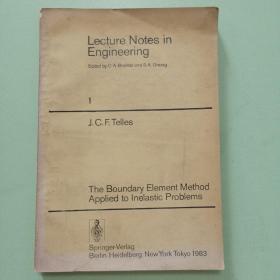 Lecture Notes in
Engineering
Edited by C. A. Brebbia and S. A. Orszag
1
J. C. F. Telles
The Boundary Element Method
Applied to Inelastic Problems
Springer-Verlag
Berlin Heidelberg New York Tokyo 1983